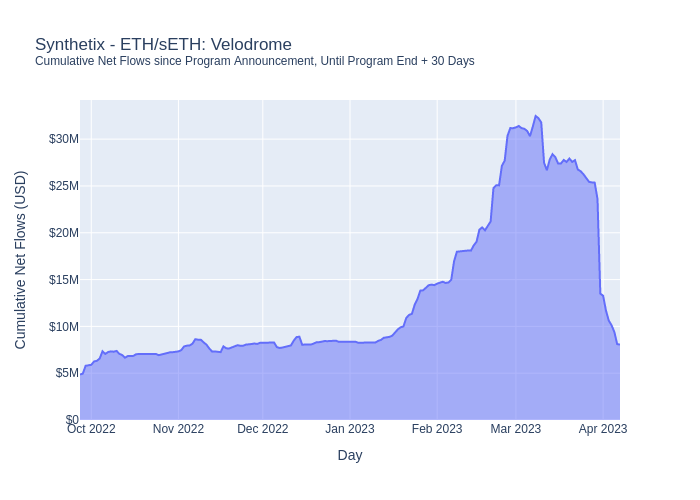 Synthetix - ETH/sETH: Velodrome
Cumulative Net Flows since Program Announcement, Until Program End + 30 Days
Cumulative Net Flows (USD)
$30M
$25M
$20M
$15M
$10M
$5M
$0
Oct 2022 Nov 2022 Dec 2022 Jan 2023 Feb 2023 Mar 2023 Apr 2023
Day